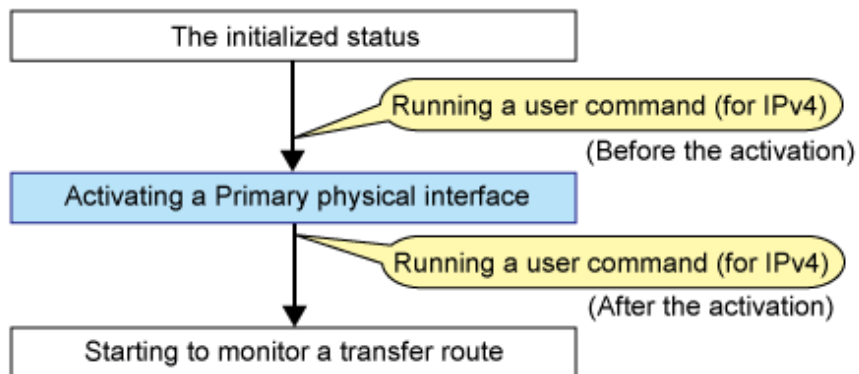 The initialized status
Running a user command (for IPv4)
(Before the activation)
Activating a Primary physical interface
Running a user command (for IPv4)
(After the activation)
Starting to monitor a transfer route